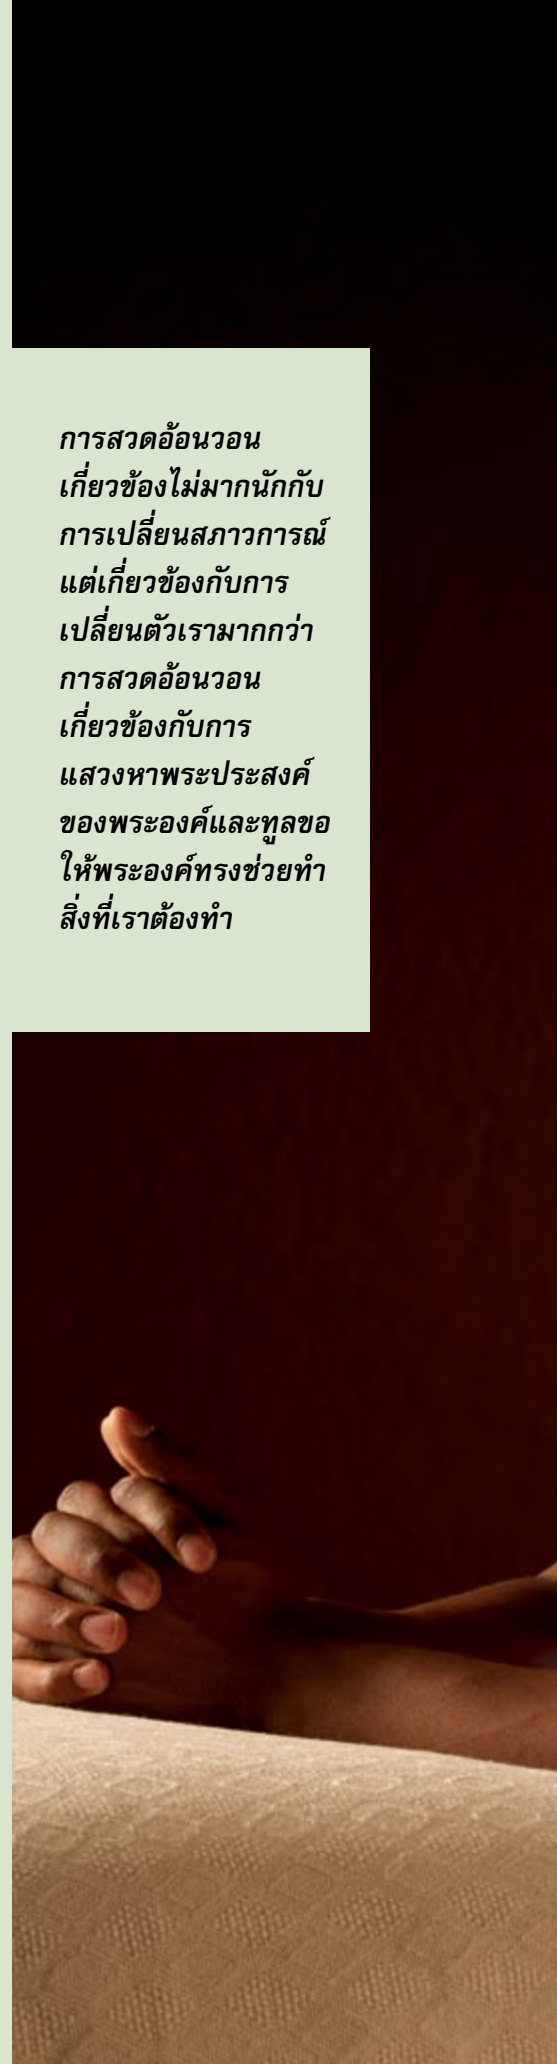 การสวดอ้อนวอน
เกี่ยวข้องไม่มากนักกับ
การเปลี่ยนสภาวการณ์
แต่เกี่ยวข้องกับการ
เปลี่ยนตัวเรามากกว่า
การสวดอ้อนวอน
เกี่ยวข้องกับการ
แสวงหาพระประสงค์
ของพระองค์และทูลขอ
ให้พระองค์ทรงช่วยทำ
สิ่งที่เราต้องทำ